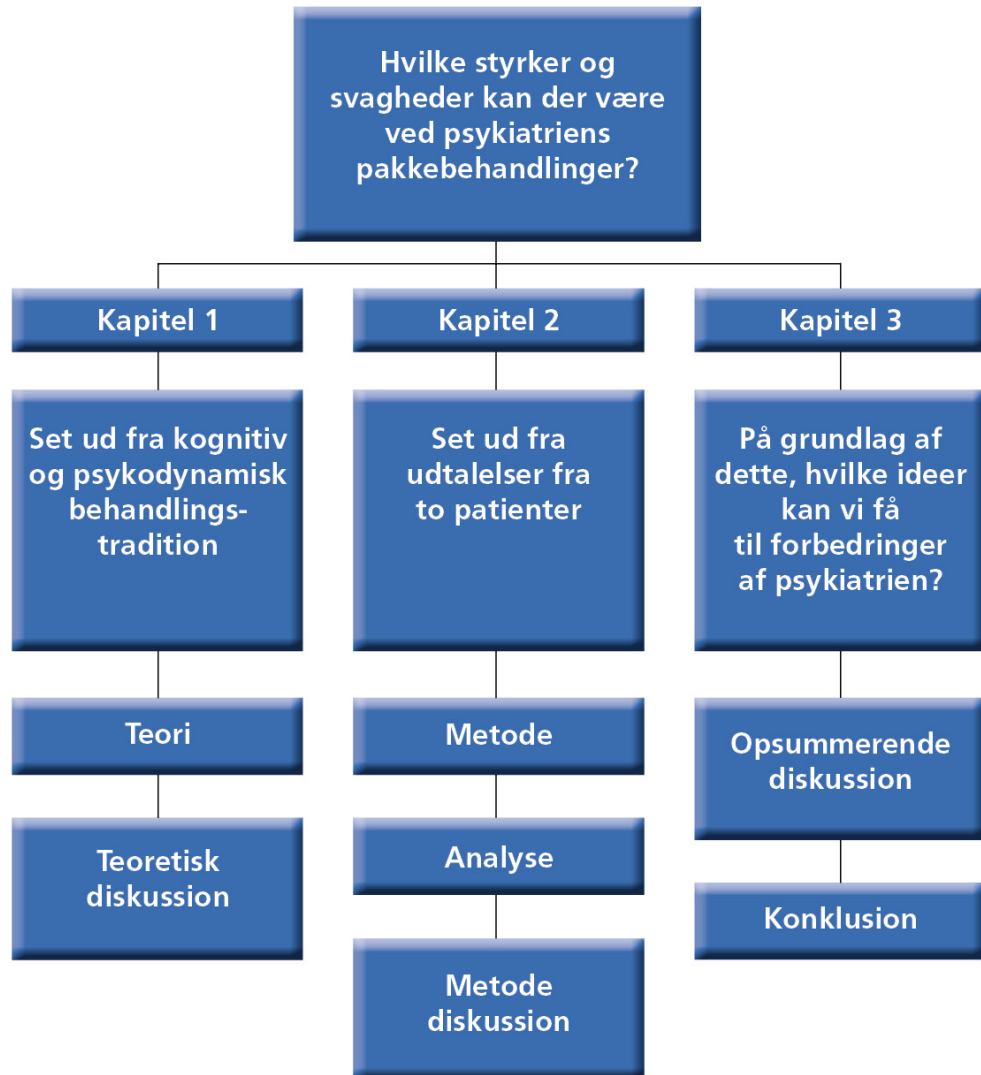 Hvilke styrker og
svagheder kan der være
ved psykiatriens
pakkebehandlinger?
Kapitel 1
Set ud fra kognitiv
og psykodynamisk
behandlings-
tradition
Teori
Teoretisk
diskussion
Kapitel 2
Set ud fra
udtalelser fra
to patienter
Metode
Analyse
Metode
diskussion
Kapitel 3
På grundlag af
dette, hvilke ideer
kan vi få
til forbedringer
af psykiatrien?
Opsummerende
diskussion
Konklusion